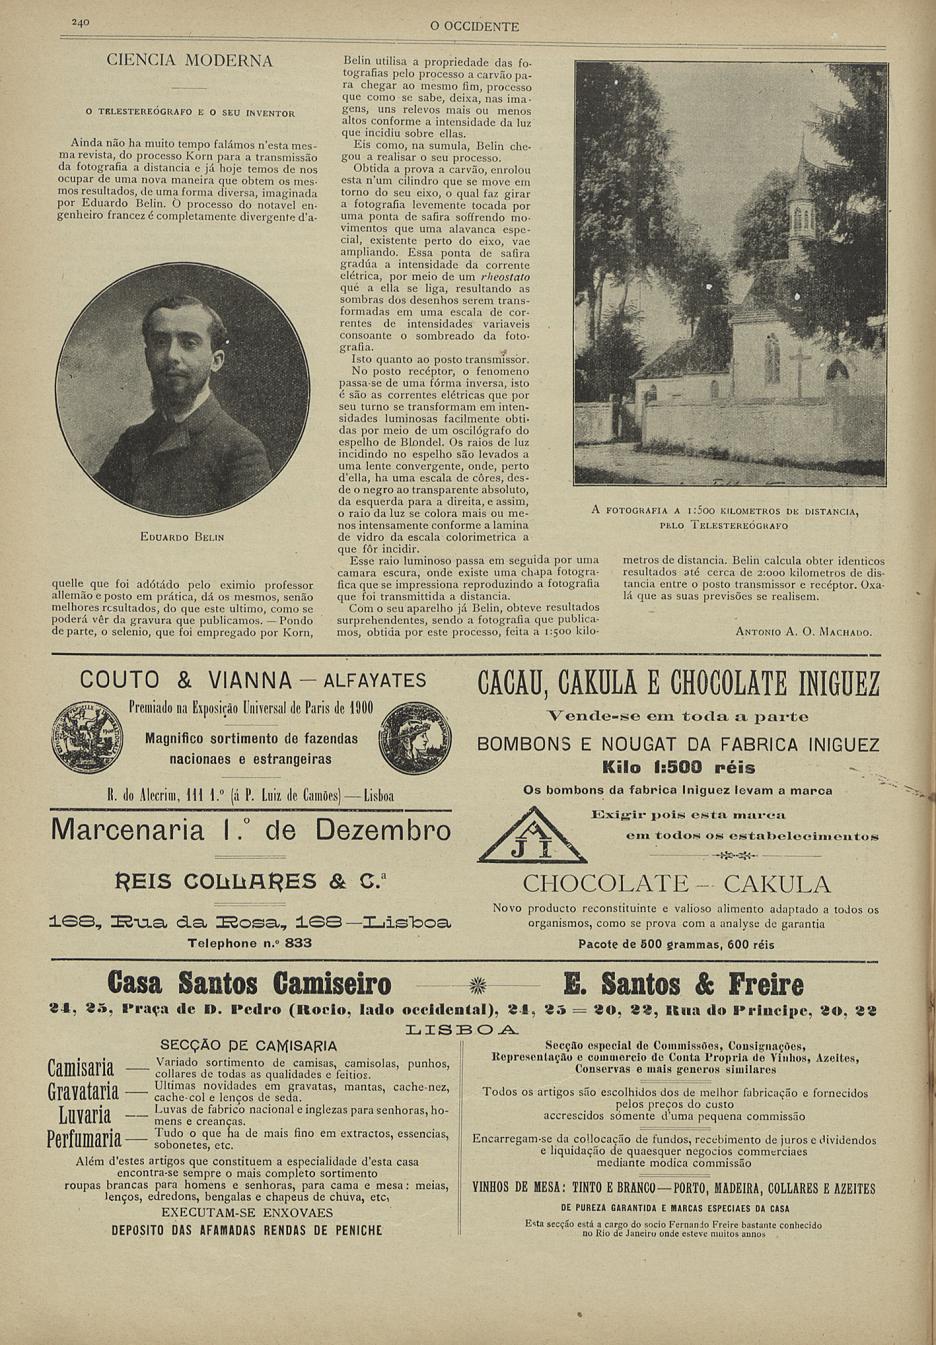 240
O OCCIDENTE
CIENCIA MODERNA
O TELESTEREÓGRAFO E O SEU INVENTOR
Ainda não ha muito tempo falámos n'esta mes-
ma revista, do processo Korn para a transmissão
da fotografia a distancia e já hoje temos de nos
ocupar de uma nova maneira que obtem os mes-
mos resultados, de uma forma diversa, imaginada
por Eduardo Belin. O processo do notavel en-
genheiro francez é completamente divergente d'a-
EDUARDO BELIN
quelle que foi adótádo pelo eximio professor
allemão e posto em prática, dá os mesmos, senão
melhores resultados, do que este ultimo, como se
poderá vêr da gravura que publicamos. — Pondo
de parte, o selenio, que foi empregado por Korn,
Belin utilisa a propriedade das fo-
tografias pelo processo a carvão pa-
ra chegar ao mesmo fim, processo
que como se sabe, deixa, nas ima-
gens, uns relevos mais ou menos
altos conforme a intensidade da luz
que incidiu sobre ellas.
Eis como, na sumula, Belin che-
gou a realisar o seu processo.
Obtida a prova a carvão, enrolou
esta n'um cilindro que se move em
torno do seu eixo, o qual faz girar
a fotografia levemente tocada por
uma ponta de safira soffrendo mo-
vimentos que uma alavanca espe-
cial, existente perto do eixo, vae
ampliando. Essa ponta de safira
gradúa a intensidade da corrente
elétrica, por meio de um rheostato
qué a ella se liga, resultando as
sombras dos desenhos serem trans-
formadas em uma escala de cor-
rentes de intensidades variaveis
consoante o sombreado da foto-
grafia.
Isto quanto ao posto transmissor.
No posto recéptor, o fenomeno
passa-se de uma fórma inversa, isto
é são as correntes elétricas que por
seu turno se transformam em inten-
sidades luminosas facilmente obti-
das por meio de um oscilógrafo do
espelho de Blondel. Os raios de luz
incidindo no espelho são levados a
uma lente convergente, onde, perto
d'ella, ha uma escala de côres, des-
de o negro ao transparente absoluto,
da esquerda para a direita, e assim,
o raio da luz se colora mais ou me-
nos intensamente conforme a lamina
de vidro da escala colorimetrica a
que fôr incidir.
Esse raio luminoso passa em seguida por uma
camara escura, onde existe uma chapa fotogra-
fica que se impressiona reproduzindo a fotografia
que foi transmittida a distancia.
Com o seu aparelho já Belin, obteve resultados
surprehendentes, sendo a fotografia que publica-
mos, obtida por este processo, feita a 1:500 kilo-
A FOTOGRAFIA A 1:500 KILOMETROS DE DISTANCIA,
PELO TELESTEREÓGRAFO
metros de distancia. Belin calcula obter identicos
resultados até cerca de 2:000 kilometros de dis-
tancia entre o posto transmissor e recéptor. Oxa-
lá que as suas previsões se realisem.
ANTONIO A. O. MACHADO.
COUTO & VIANNA — ALFAYATES
Premiado na Exposição Universal de Paris de 1900
Magnifico sortimento de fazendas
nacionaes e estrangeiras
R. do Alecrim, 111 1.º (á P. Luiz de Camões) — Lisboa
Marcenaria 1.º de Dezembro
REIS COLLARES & C.ª
168, Rua da Rosa, 168 — Lisboa
Telephone n.º 833
CACAU, CAKULA E CHOCOLATE INIGUEZ
Vende-se em toda a parte
BOMBONS E NOUGAT DA FABRICA INIGUEZ
Kilo 1:500 réis
Os bombons da fabrica Iniguez levam a marca
Exigir pois esta marca
em todos os estabelecimentos
A
J I
CHOCOLATE — CAKULA
Novo producto reconstituinte e valioso alimento adaptado a todos os
organismos, como se prova com a analyse de garantia
Pacote de 500 grammas, 600 réis
Casa Santos Camiseiro
E. Santos & Freire
24, 25, Praça de D. Pedro (Rocio, lado occidental), 24, 25 = 20, 22, Rua do Principe, 20, 22
LISBOA
SECÇÃO DE CAMISARIA
Camisaria — Variado sortimento de camisas, camisolas, punhos,
collares de todas as qualidades e feitios.
Gravataria — Ultimas novidades em gravatas, mantas, cache-nez,
cache-col e lenços de seda.
Luvaria — Luvas de fabrico nacional e inglezas para senhoras, ho-
mens e creanças.
Perfumaria — Tudo o que ha de mais fino em extractos, essencias,
sobonetes, etc.
Além d'estes artigos que constituem a especialidade d'esta casa
encontra-se sempre o mais completo sortimento
roupas brancas para homens e senhoras, para cama e mesa: meias,
lenços, edredons, bengalas e chapeus de chuva, etc,
EXECUTAM-SE ENXOVAES
DEPOSITO DAS AFAMADAS RENDAS DE PENICHE
Secção especial de Commissões, Consignações,
Representação e commercio de Conta Propria de Vinhos, Azeites,
Conservas e mais generos similares
Todos os artigos são escolhidos dos de melhor fabricação e fornecidos
pelos preços do custo
accrescidos sómente d'uma pequena commissão
Encarregam-se da collocação de fundos, recebimento de juros e dividendos
e liquidação de quaesquer negocios commerciaes
mediante modica commissão
VINHOS DE MESA: TINTO E BRANCO — PORTO, MADEIRA, COLLARES E AZEITES
DE PUREZA GARANTIDA E MARCAS ESPECIAES DA CASA
Esta secção está a cargo do socio Fernando Freire bastante conhecido
no Rio de Janeiro onde esteve muitos annos